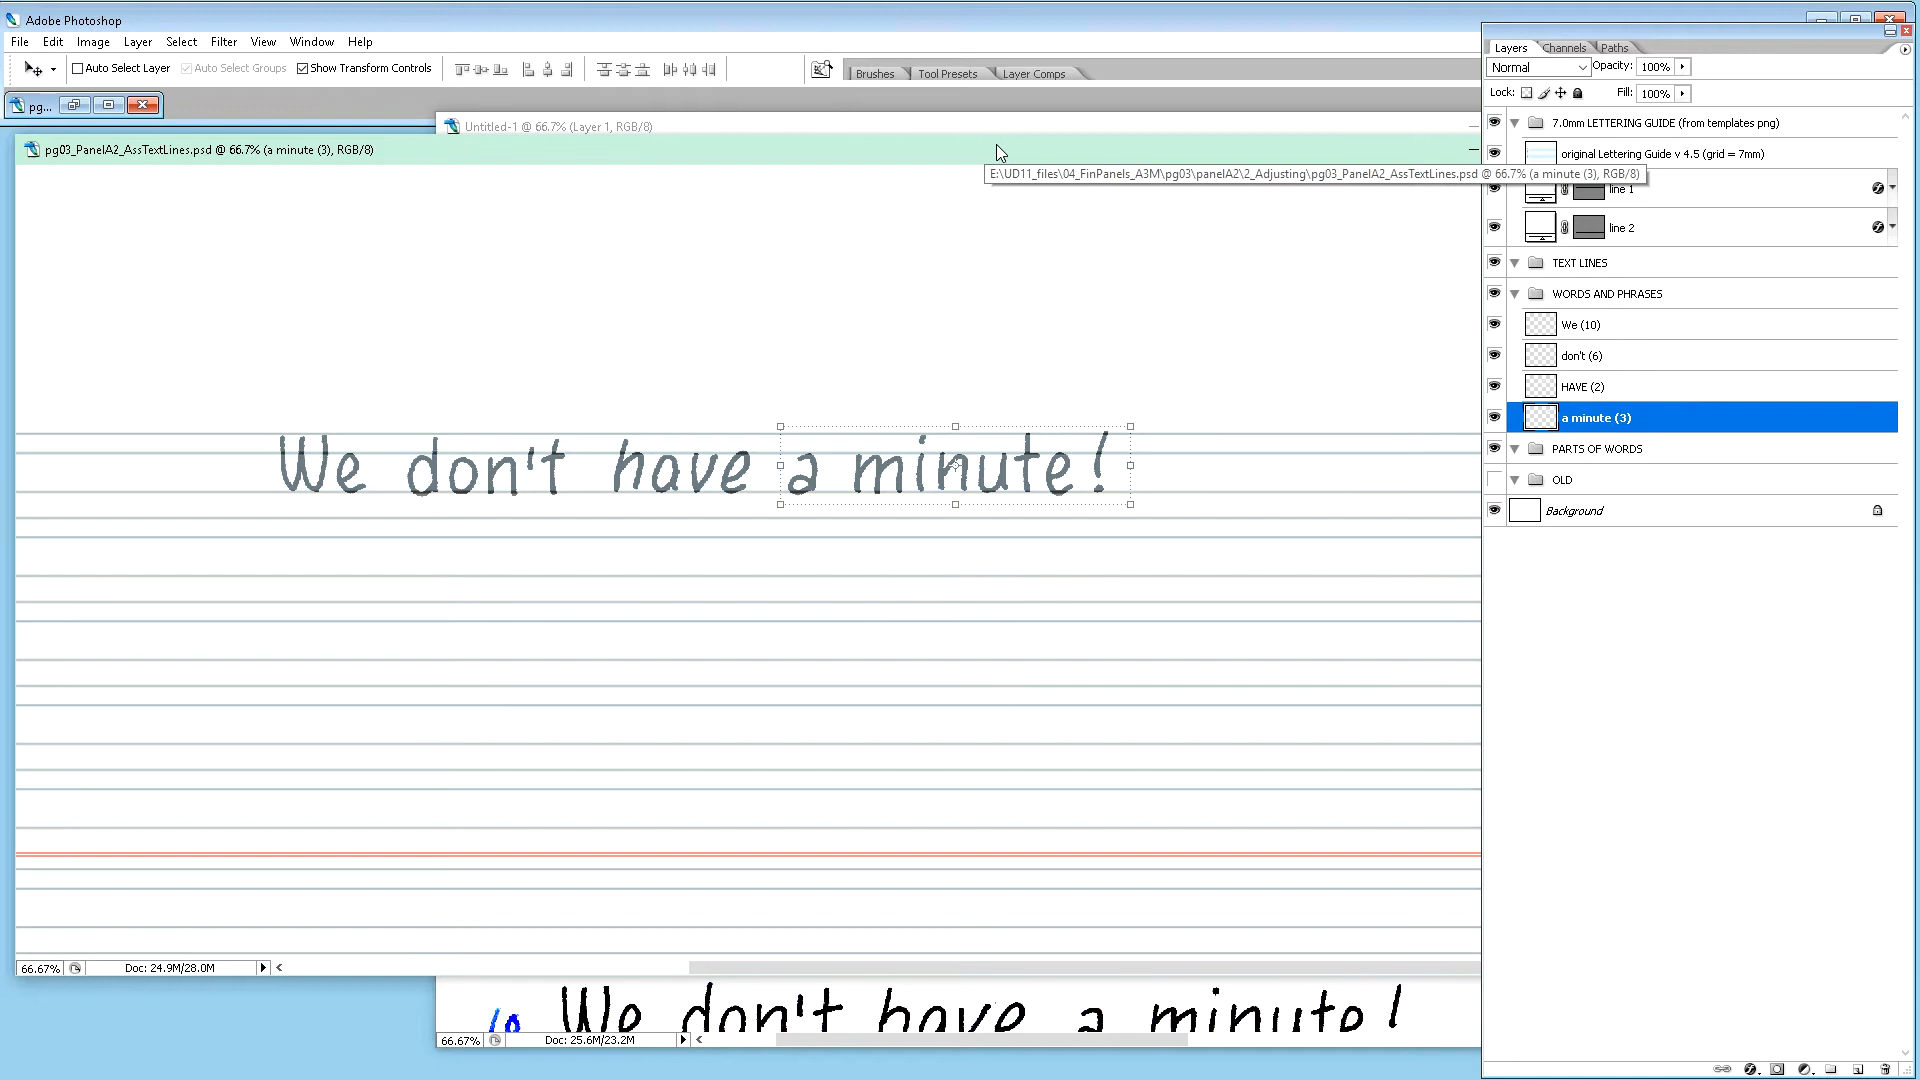 Adobe Photoshop
File Edit Image Layer Select Filter View Window Help
Auto Select Layer Auto Select Groups Show Transform Controls
Brushes Tool Presets Layer Comps
pg...
Untitled-1 @ 66.7% (Layer 1, RGB/8)
pg03_PanelA2_AssTextLines.psd @ 66.7% (a minute (3), RGB/8)
E:\UD11_files\04_FinPanels_A3M\pg03\panelA2\2_Adjusting\pg03_PanelA2_AssTextLines.psd @ 66.7% (a minute (3), RGB/8)
We don't have a minute!
66.67% Doc: 24.9M/28.0M
We don't have a minute!
66.67% Doc: 25.6M/23.2M
Layers Channels Paths
Normal Opacity: 100%
Lock: Fill: 100%
7.0mm LETTERING GUIDE (from templates png)
original Lettering Guide v 4.5 (grid = 7mm)
line 1
line 2
TEXT LINES
WORDS AND PHRASES
We (10)
don't (6)
HAVE (2)
a minute (3)
PARTS OF WORDS
OLD
Background